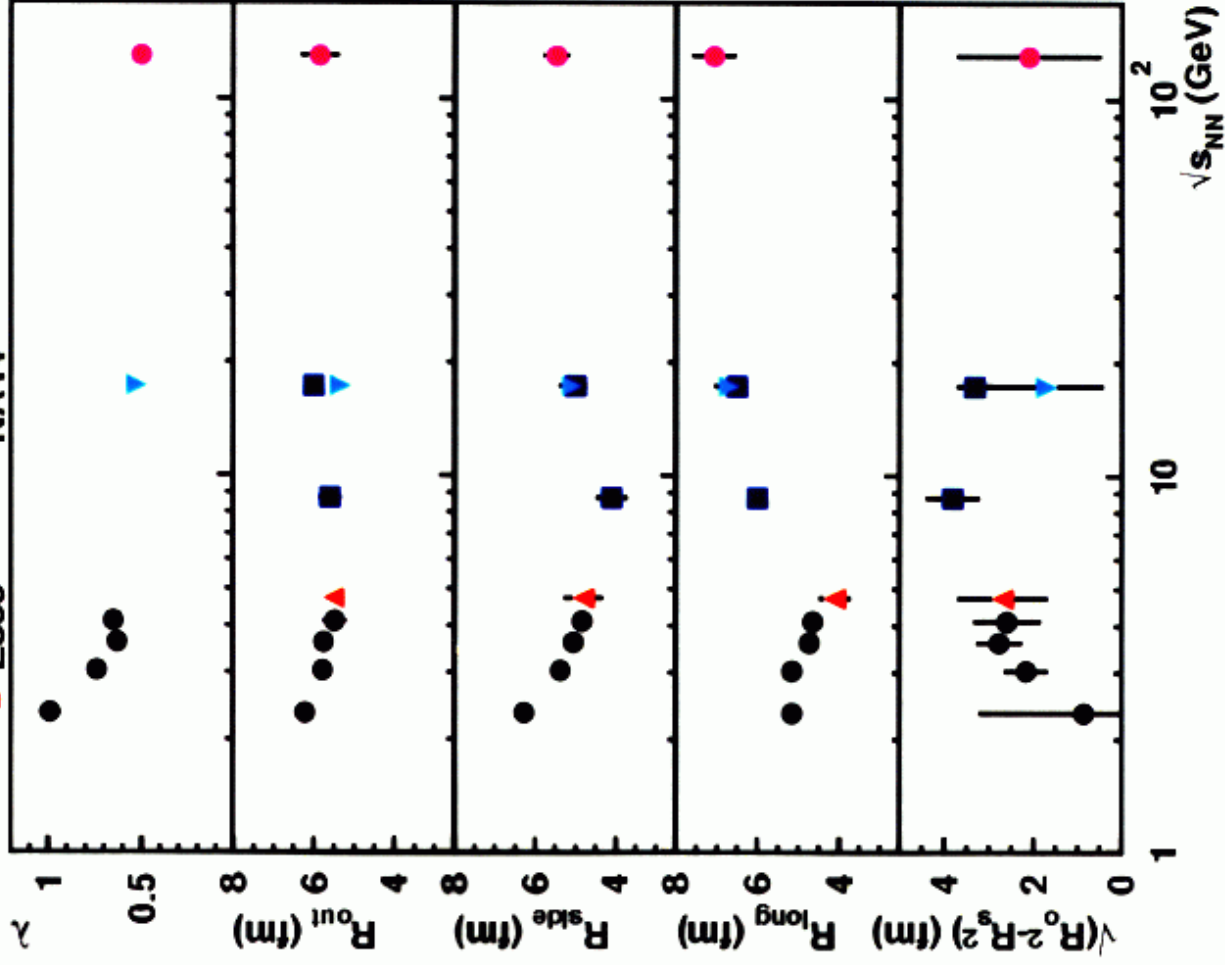 λ
1
0.5
R_out (fm)
8
6
4
R_side (fm)
8
6
4
R_long (fm)
8
6
4
√(R_o²-R_s²) (fm)
4
2
0
1
10
10²
√s_NN (GeV)